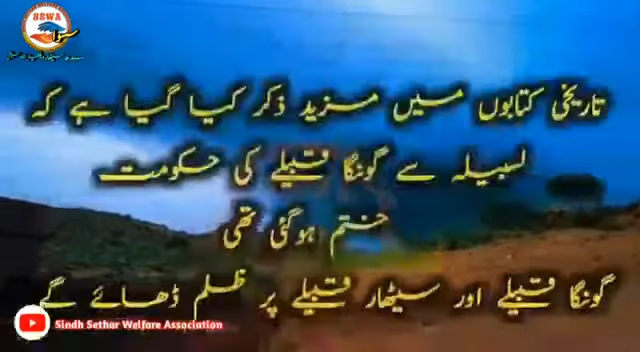 SSWA
سیوا
تاریخی کتابوں میں مزید ذکر کیا گیا ہے کہ
لسبیلہ سے گونگا قبیلے کی حکومت
ختم ہوگئی تھی
گونگا قبیلے اور سیٹھار قبیلے پر ظلم ڈھائے گے
Sindh Sethar Welfare Association